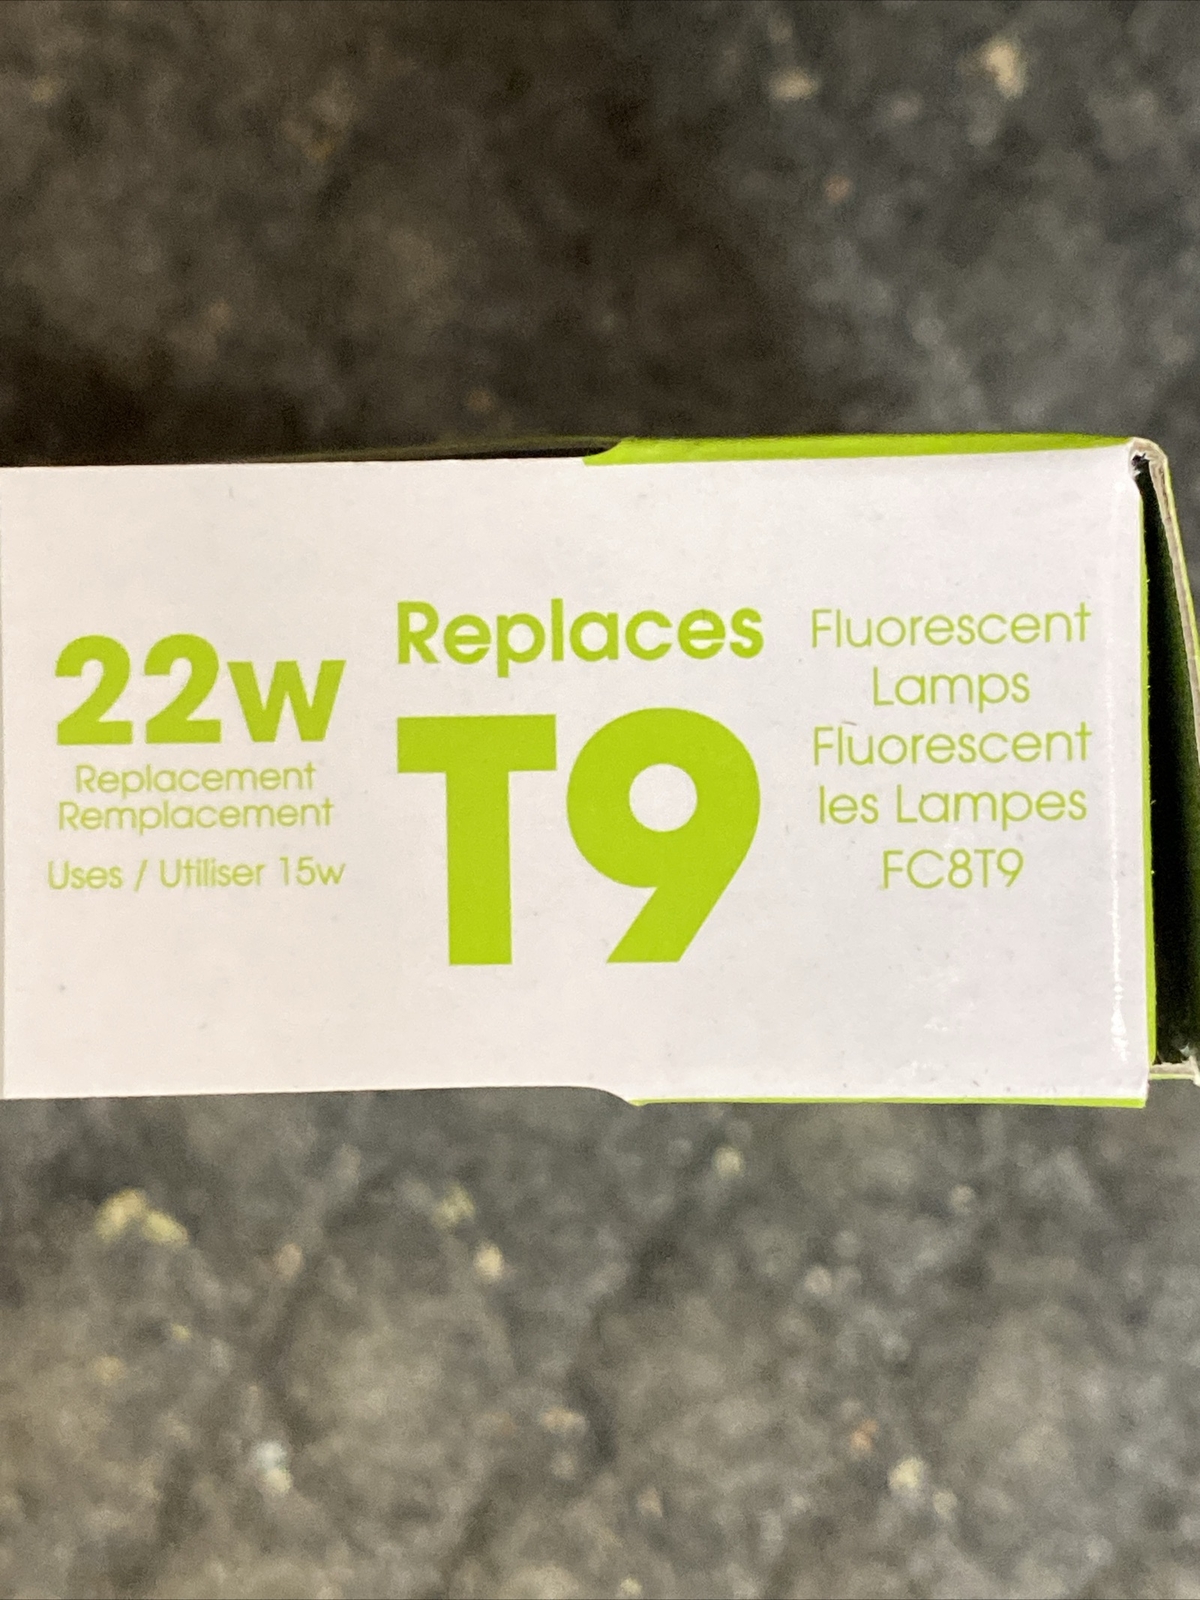 22w
Replacement
Remplacement
Uses / Utiliser 15w
Replaces
T9
Fluorescent
Lamps
Fluorescent
les Lampes
FC8T9